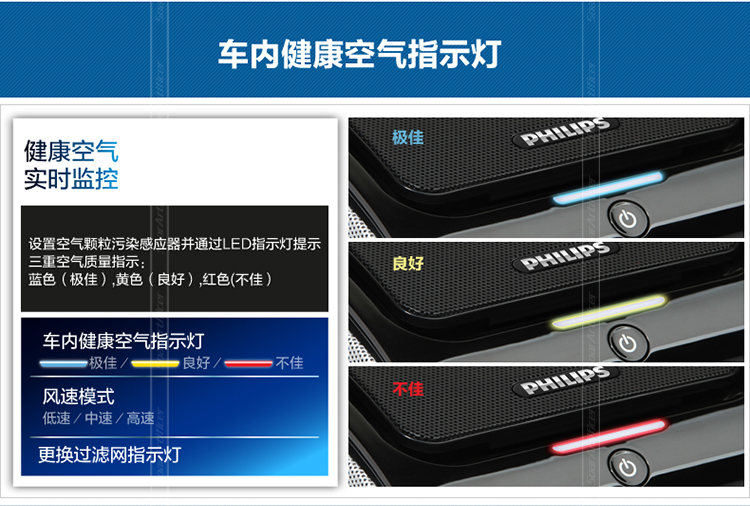 车内健康空气指示灯
健康空气
实时监控
设置空气颗粒污染感应器并通过LED指示灯提示
三重空气质量指示：
蓝色（极佳）,黄色（良好）,红色(不佳）
车内健康空气指示灯
极佳／ 良好／ 不佳
风速模式
低速／中速／高速
更换过滤网指示灯
极佳
PHILIPS
良好
PHILIPS
不佳
PHILIPS